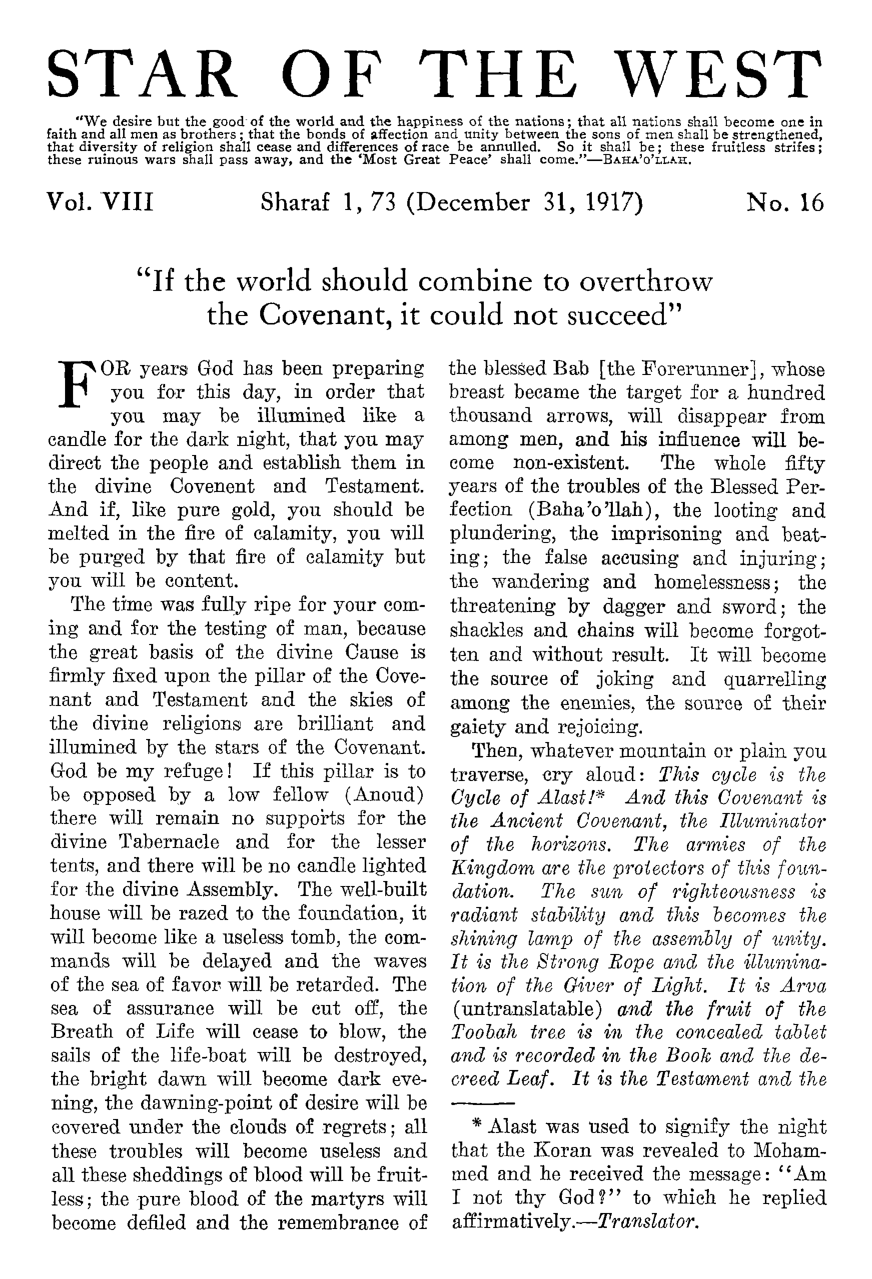 STAR OF THE WEST
"We desire but the good of the world and the happiness of the nations; that all nations shall become one in
faith and all men as brothers; that the bonds of affection and unity between the sons of men shall be strengthened,
that diversity of religion shall cease and differences of race be annulled. So it shall be; these fruitless strifes;
these ruinous wars shall pass away, and the 'Most Great Peace' shall come."—BAHA'O'LLAH.
Vol. VIII Sharaf 1, 73 (December 31, 1917) No. 16
"If the world should combine to overthrow
the Covenant, it could not succeed"
FOR years God has been preparing
you for this day, in order that
you may be illumined like a
candle for the dark night, that you may
direct the people and establish them in
the divine Covenent and Testament.
And if, like pure gold, you should be
melted in the fire of calamity, you will
be purged by that fire of calamity but
you will be content.
The time was fully ripe for your com-
ing and for the testing of man, because
the great basis of the divine Cause is
firmly fixed upon the pillar of the Cove-
nant and Testament and the skies of
the divine religions are brilliant and
illumined by the stars of the Covenant.
God be my refuge! If this pillar is to
be opposed by a low fellow (Anoud)
there will remain no supports for the
divine Tabernacle and for the lesser
tents, and there will be no candle lighted
for the divine Assembly. The well-built
house will be razed to the foundation, it
will become like a useless tomb, the com-
mands will be delayed and the waves
of the sea of favor will be retarded. The
sea of assurance will be cut off, the
Breath of Life will cease to blow, the
sails of the life-boat will be destroyed,
the bright dawn will become dark eve-
ning, the dawning-point of desire will be
covered under the clouds of regrets; all
these troubles will become useless and
all these sheddings of blood will be fruit-
less; the pure blood of the martyrs will
become defiled and the remembrance of
the blessed Bab [the Forerunner], whose
breast became the target for a hundred
thousand arrows, will disappear from
among men, and his influence will be-
come non-existent. The whole fifty
years of the troubles of the Blessed Per-
fection (Baha'o'llah), the looting and
plundering, the imprisoning and beat-
ing; the false accusing and injuring;
the wandering and homelessness; the
threatening by dagger and sword; the
shackles and chains will become forgot-
ten and without result. It will become
the source of joking and quarrelling
among the enemies, the source of their
gaiety and rejoicing.
Then, whatever mountain or plain you
traverse, cry aloud: This cycle is the
Cycle of Alast!* And this Covenant is
the Ancient Covenant, the Illuminator
of the horizons. The armies of the
Kingdom are the protectors of this foun-
dation. The sun of righteousness is
radiant stability and this becomes the
shining lamp of the assembly of unity.
It is the Strong Rope and the illumina-
tion of the Giver of Light. It is Arva
(untranslatable) and the fruit of the
Toobah tree is in the concealed tablet
and is recorded in the Book and the de-
creed Leaf. It is the Testament and the
* Alast was used to signify the night
that the Koran was revealed to Moham-
med and he received the message: "Am
I not thy God?" to which he replied
affirmatively.—Translator.